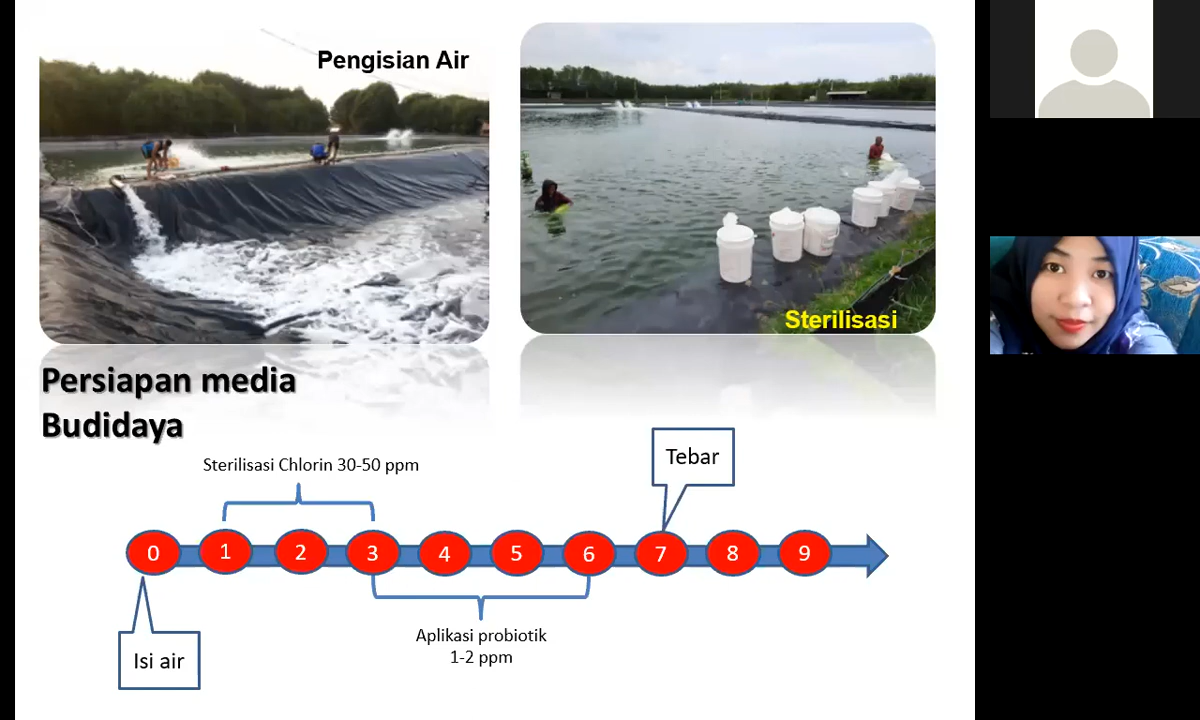 Pengisian Air
Sterilisasi
Persiapan media
Budidaya
Sterilisasi Chlorin 30-50 ppm
Tebar
0 1 2 3 4 5 6 7 8 9
Aplikasi probiotik
1-2 ppm
Isi air